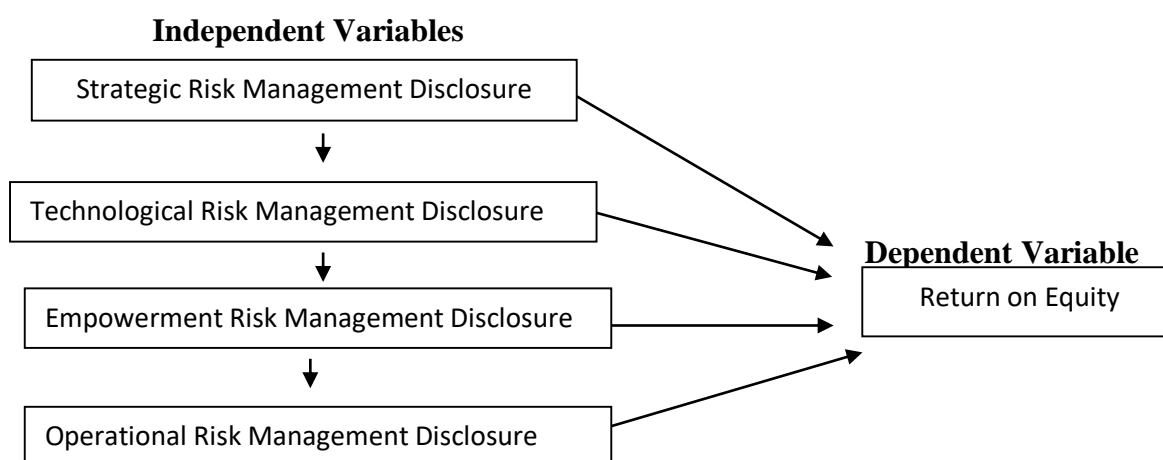 Independent Variables
Strategic Risk Management Disclosure
Technological Risk Management Disclosure
Empowerment Risk Management Disclosure
Operational Risk Management Disclosure
Dependent Variable
Return on Equity